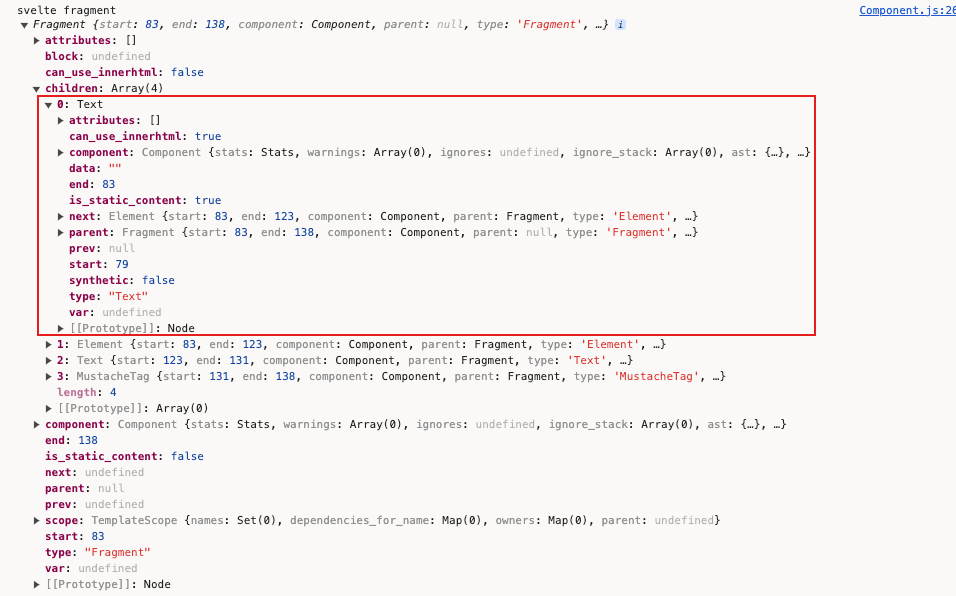 svelte fragment
Component.js:26
Fragment {start: 83, end: 138, component: Component, parent: null, type: 'Fragment', …} i
attributes: []
block: undefined
can_use_innerhtml: false
children: Array(4)
0: Text
attributes: []
can_use_innerhtml: true
component: Component {stats: Stats, warnings: Array(0), ignores: undefined, ignore_stack: Array(0), ast: {…}, …}
data: ""
end: 83
is_static_content: true
next: Element {start: 83, end: 123, component: Component, parent: Fragment, type: 'Element', …}
parent: Fragment {start: 83, end: 138, component: Component, parent: null, type: 'Fragment', …}
prev: null
start: 79
synthetic: false
type: "Text"
var: undefined
[[Prototype]]: Node
1: Element {start: 83, end: 123, component: Component, parent: Fragment, type: 'Element', …}
2: Text {start: 123, end: 131, component: Component, parent: Fragment, type: 'Text', …}
3: MustacheTag {start: 131, end: 138, component: Component, parent: Fragment, type: 'MustacheTag', …}
length: 4
[[Prototype]]: Array(0)
component: Component {stats: Stats, warnings: Array(0), ignores: undefined, ignore_stack: Array(0), ast: {…}, …}
end: 138
is_static_content: false
next: undefined
parent: null
prev: undefined
scope: TemplateScope {names: Set(0), dependencies_for_name: Map(0), owners: Map(0), parent: undefined}
start: 83
type: "Fragment"
var: undefined
[[Prototype]]: Node